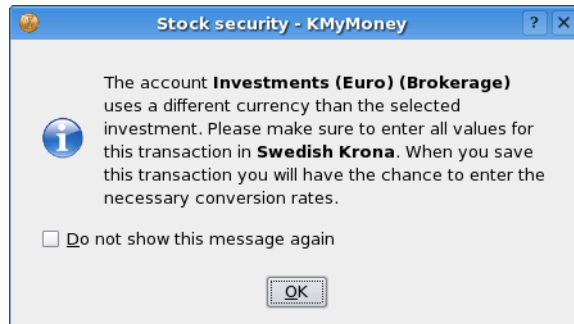 Stock security - KMyMoney
The account Investments (Euro) (Brokerage)
uses a different currency than the selected
investment. Please make sure to enter all values for
this transaction in Swedish Krona. When you save
this transaction you will have the chance to enter the
necessary conversion rates.
Do not show this message again
OK